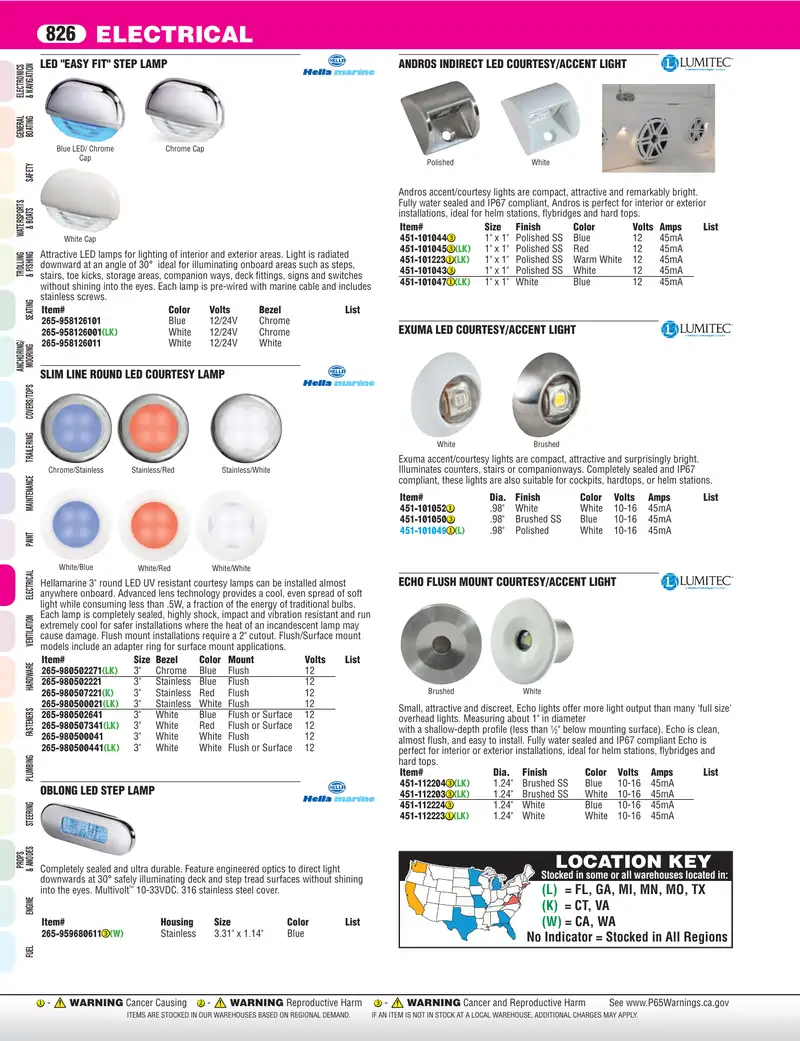 826 ELECTRICAL
ELECTRONICS
& NAVIGATION
GENERAL
BOATING
SAFETY
WATERSPORTS
& BOATS
TROLLING
& FISHING
SEATING
ANCHORING/
MOORING
COVERS/TOPS
TRAILERING
MAINTENANCE
PAINT
ELECTRICAL
VENTILATION
HARDWARE
FASTENERS
PLUMBING
STEERING
PROPS
& ANODES
ENGINE
FUEL
LED "EASY FIT" STEP LAMP
HELLA
Hella marine
Blue LED/ Chrome
Cap
Chrome Cap
White Cap
Attractive LED lamps for lighting of interior and exterior areas. Light is radiated
downward at an angle of 30° ideal for illuminating onboard areas such as steps,
stairs, toe kicks, storage areas, companion ways, deck fittings, signs and switches
without shining into the eyes. Each lamp is pre-wired with marine cable and includes
stainless screws.
Item# Color Volts Bezel List
265-958126101 Blue 12/24V Chrome
265-958126001(LK) White 12/24V Chrome
265-958126011 White 12/24V White
SLIM LINE ROUND LED COURTESY LAMP
HELLA
Hella marine
Chrome/Stainless Stainless/Red Stainless/White
White/Blue White/Red White/White
Hellamarine 3" round LED UV resistant courtesy lamps can be installed almost
anywhere onboard. Advanced lens technology provides a cool, even spread of soft
light while consuming less than .5W, a fraction of the energy of traditional bulbs.
Each lamp is completely sealed, highly shock, impact and vibration resistant and run
extremely cool for safer installations where the heat of an incandescent lamp may
cause damage. Flush mount installations require a 2" cutout. Flush/Surface mount
models include an adapter ring for surface mount applications.
Item# Size Bezel Color Mount Volts List
265-980502271(LK) 3" Chrome Blue Flush 12
265-980502221 3" Stainless Blue Flush 12
265-980507221(K) 3" Stainless Red Flush 12
265-980500021(LK) 3" Stainless White Flush 12
265-980502641 3" White Blue Flush or Surface 12
265-980507341(LK) 3" White Red Flush or Surface 12
265-980500041 3" White White Flush 12
265-980500441(LK) 3" White White Flush or Surface 12
OBLONG LED STEP LAMP
HELLA
Hella marine
Completely sealed and ultra durable. Feature engineered optics to direct light
downwards at 30° safely illuminating deck and step tread surfaces without shining
into the eyes. Multivolt™ 10-33VDC. 316 stainless steel cover.
Item# Housing Size Color List
265-959680611 3 (W) Stainless 3.31" x 1.14" Blue
ANDROS INDIRECT LED COURTESY/ACCENT LIGHT
LUMITEC
Polished White
Andros accent/courtesy lights are compact, attractive and remarkably bright.
Fully water sealed and IP67 compliant, Andros is perfect for interior or exterior
installations, ideal for helm stations, flybridges and hard tops.
Item# Size Finish Color Volts Amps List
451-101044 3 1" x 1" Polished SS Blue 12 45mA
451-101045 3 (LK) 1" x 1" Polished SS Red 12 45mA
451-101223 1 (LK) 1" x 1" Polished SS Warm White 12 45mA
451-101043 3 1" x 1" Polished SS White 12 45mA
451-101047 1 (LK) 1" x 1" White Blue 12 45mA
EXUMA LED COURTESY/ACCENT LIGHT
LUMITEC
White Brushed
Exuma accent/courtesy lights are compact, attractive and surprisingly bright.
Illuminates counters, stairs or companionways. Completely sealed and IP67
compliant, these lights are also suitable for cockpits, hardtops, or helm stations.
Item# Dia. Finish Color Volts Amps List
451-101052 1 .98" White White 10-16 45mA
451-101050 3 .98" Brushed SS Blue 10-16 45mA
451-101049 1 (L) .98" Polished White 10-16 45mA
ECHO FLUSH MOUNT COURTESY/ACCENT LIGHT
LUMITEC
Brushed White
Small, attractive and discreet, Echo lights offer more light output than many 'full size'
overhead lights. Measuring about 1" in diameter
with a shallow-depth profile (less than ½" below mounting surface). Echo is clean,
almost flush, and easy to install. Fully water sealed and IP67 compliant Echo is
perfect for interior or exterior installations, ideal for helm stations, flybridges and
hard tops.
Item# Dia. Finish Color Volts Amps List
451-112204 3 (LK) 1.24" Brushed SS Blue 10-16 45mA
451-112203 3 (LK) 1.24" Brushed SS White 10-16 45mA
451-112224 3 1.24" White Blue 10-16 45mA
451-112223 1 (LK) 1.24" White White 10-16 45mA
LOCATION KEY
Stocked in some or all warehouses located in:
(L) = FL, GA, MI, MN, MO, TX
(K) = CT, VA
(W) = CA, WA
No Indicator = Stocked in All Regions
1 - WARNING Cancer Causing 2 - WARNING Reproductive Harm 3 - WARNING Cancer and Reproductive Harm See www.P65Warnings.ca.gov
ITEMS ARE STOCKED IN OUR WAREHOUSES BASED ON REGIONAL DEMAND. IF AN ITEM IS NOT IN STOCK AT A LOCAL WAREHOUSE, ADDITIONAL CHARGES MAY APPLY.